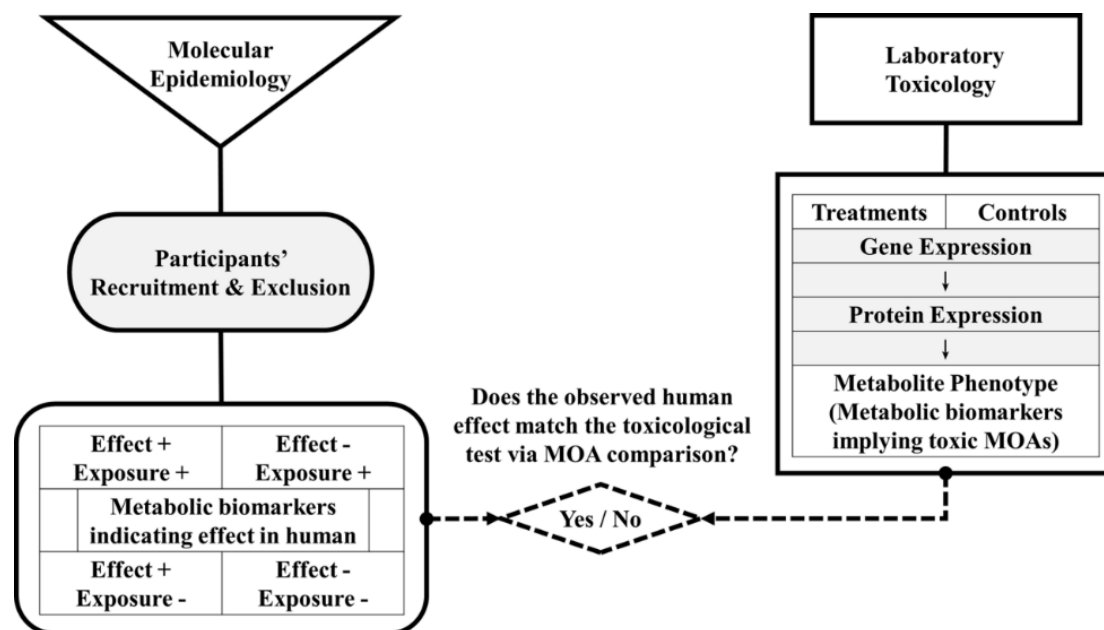 Molecular
Epidemiology
Participants’
Recruitment & Exclusion
Effect +
Exposure +
Effect -
Exposure +
Metabolic biomarkers
indicating effect in human
Effect +
Exposure -
Effect -
Exposure -
Does the observed human
effect match the toxicological
test via MOA comparison?
Yes / No
Laboratory
Toxicology
Treatments
Controls
Gene Expression
↓
Protein Expression
↓
Metabolite Phenotype
(Metabolic biomarkers
implying toxic MOAs)